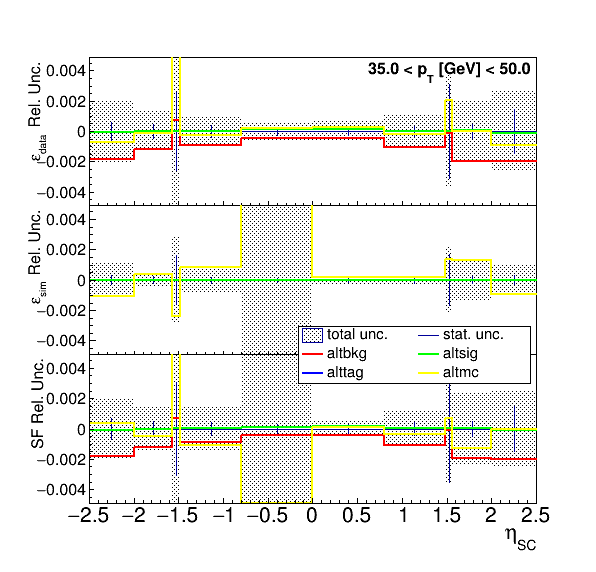 35.0 < p_T [GeV] < 50.0
ε_data Rel. Unc.
0.004
0.002
0
−0.002
−0.004
ε_sim Rel. Unc.
0.004
0.002
0
−0.002
−0.004
total unc. stat. unc.
altbkg altsig
alttag altmc
SF Rel. Unc.
0.004
0.002
0
−0.002
−0.004
−2.5 −2 −1.5 −1 −0.5 0 0.5 1 1.5 2 2.5
η_SC